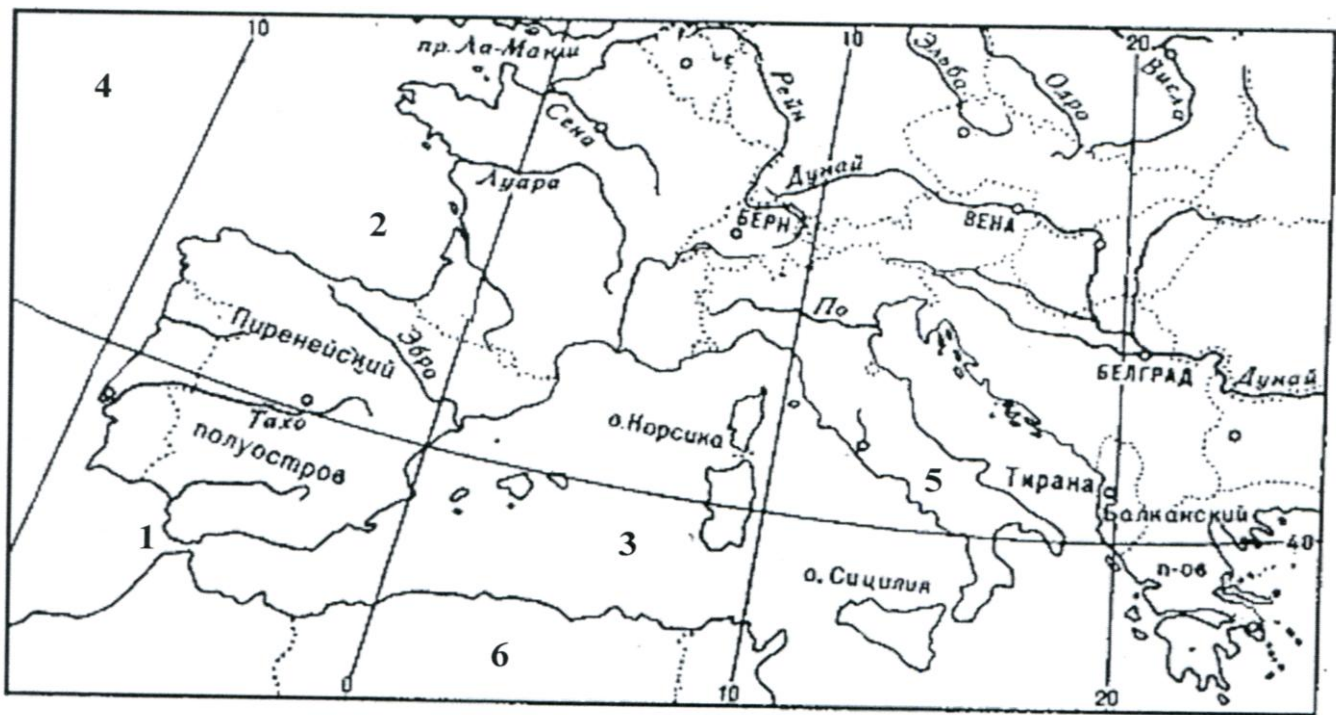 10
10
20
4
пр. Ла-Манш
Сена
Рейн
Эльба
Одра
Висла
Луара
Дунай
2
БЕРН
ВЕНА
По
Пиренейский
Эбро
БЕЛГРАД
Дунай
Тахо
о.Корсика
полуостров
5
Тирана
Балканский
1
3
40
о. Сицилия
п-ов
6
0
10
20